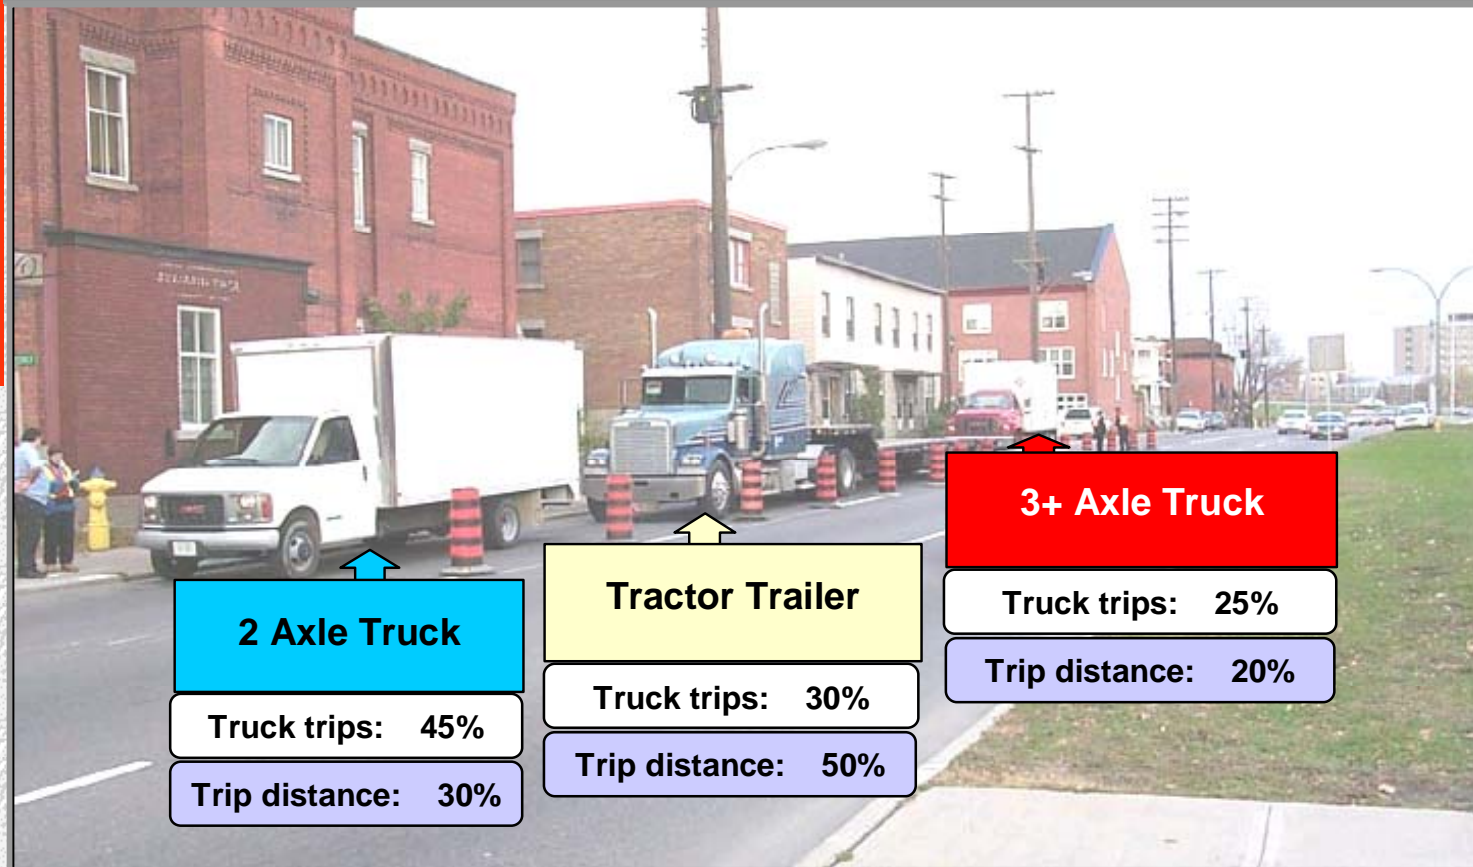 2 Axle Truck
Truck trips: 45%
Trip distance: 30%
Tractor Trailer
Truck trips: 30%
Trip distance: 50%
3+ Axle Truck
Truck trips: 25%
Trip distance: 20%